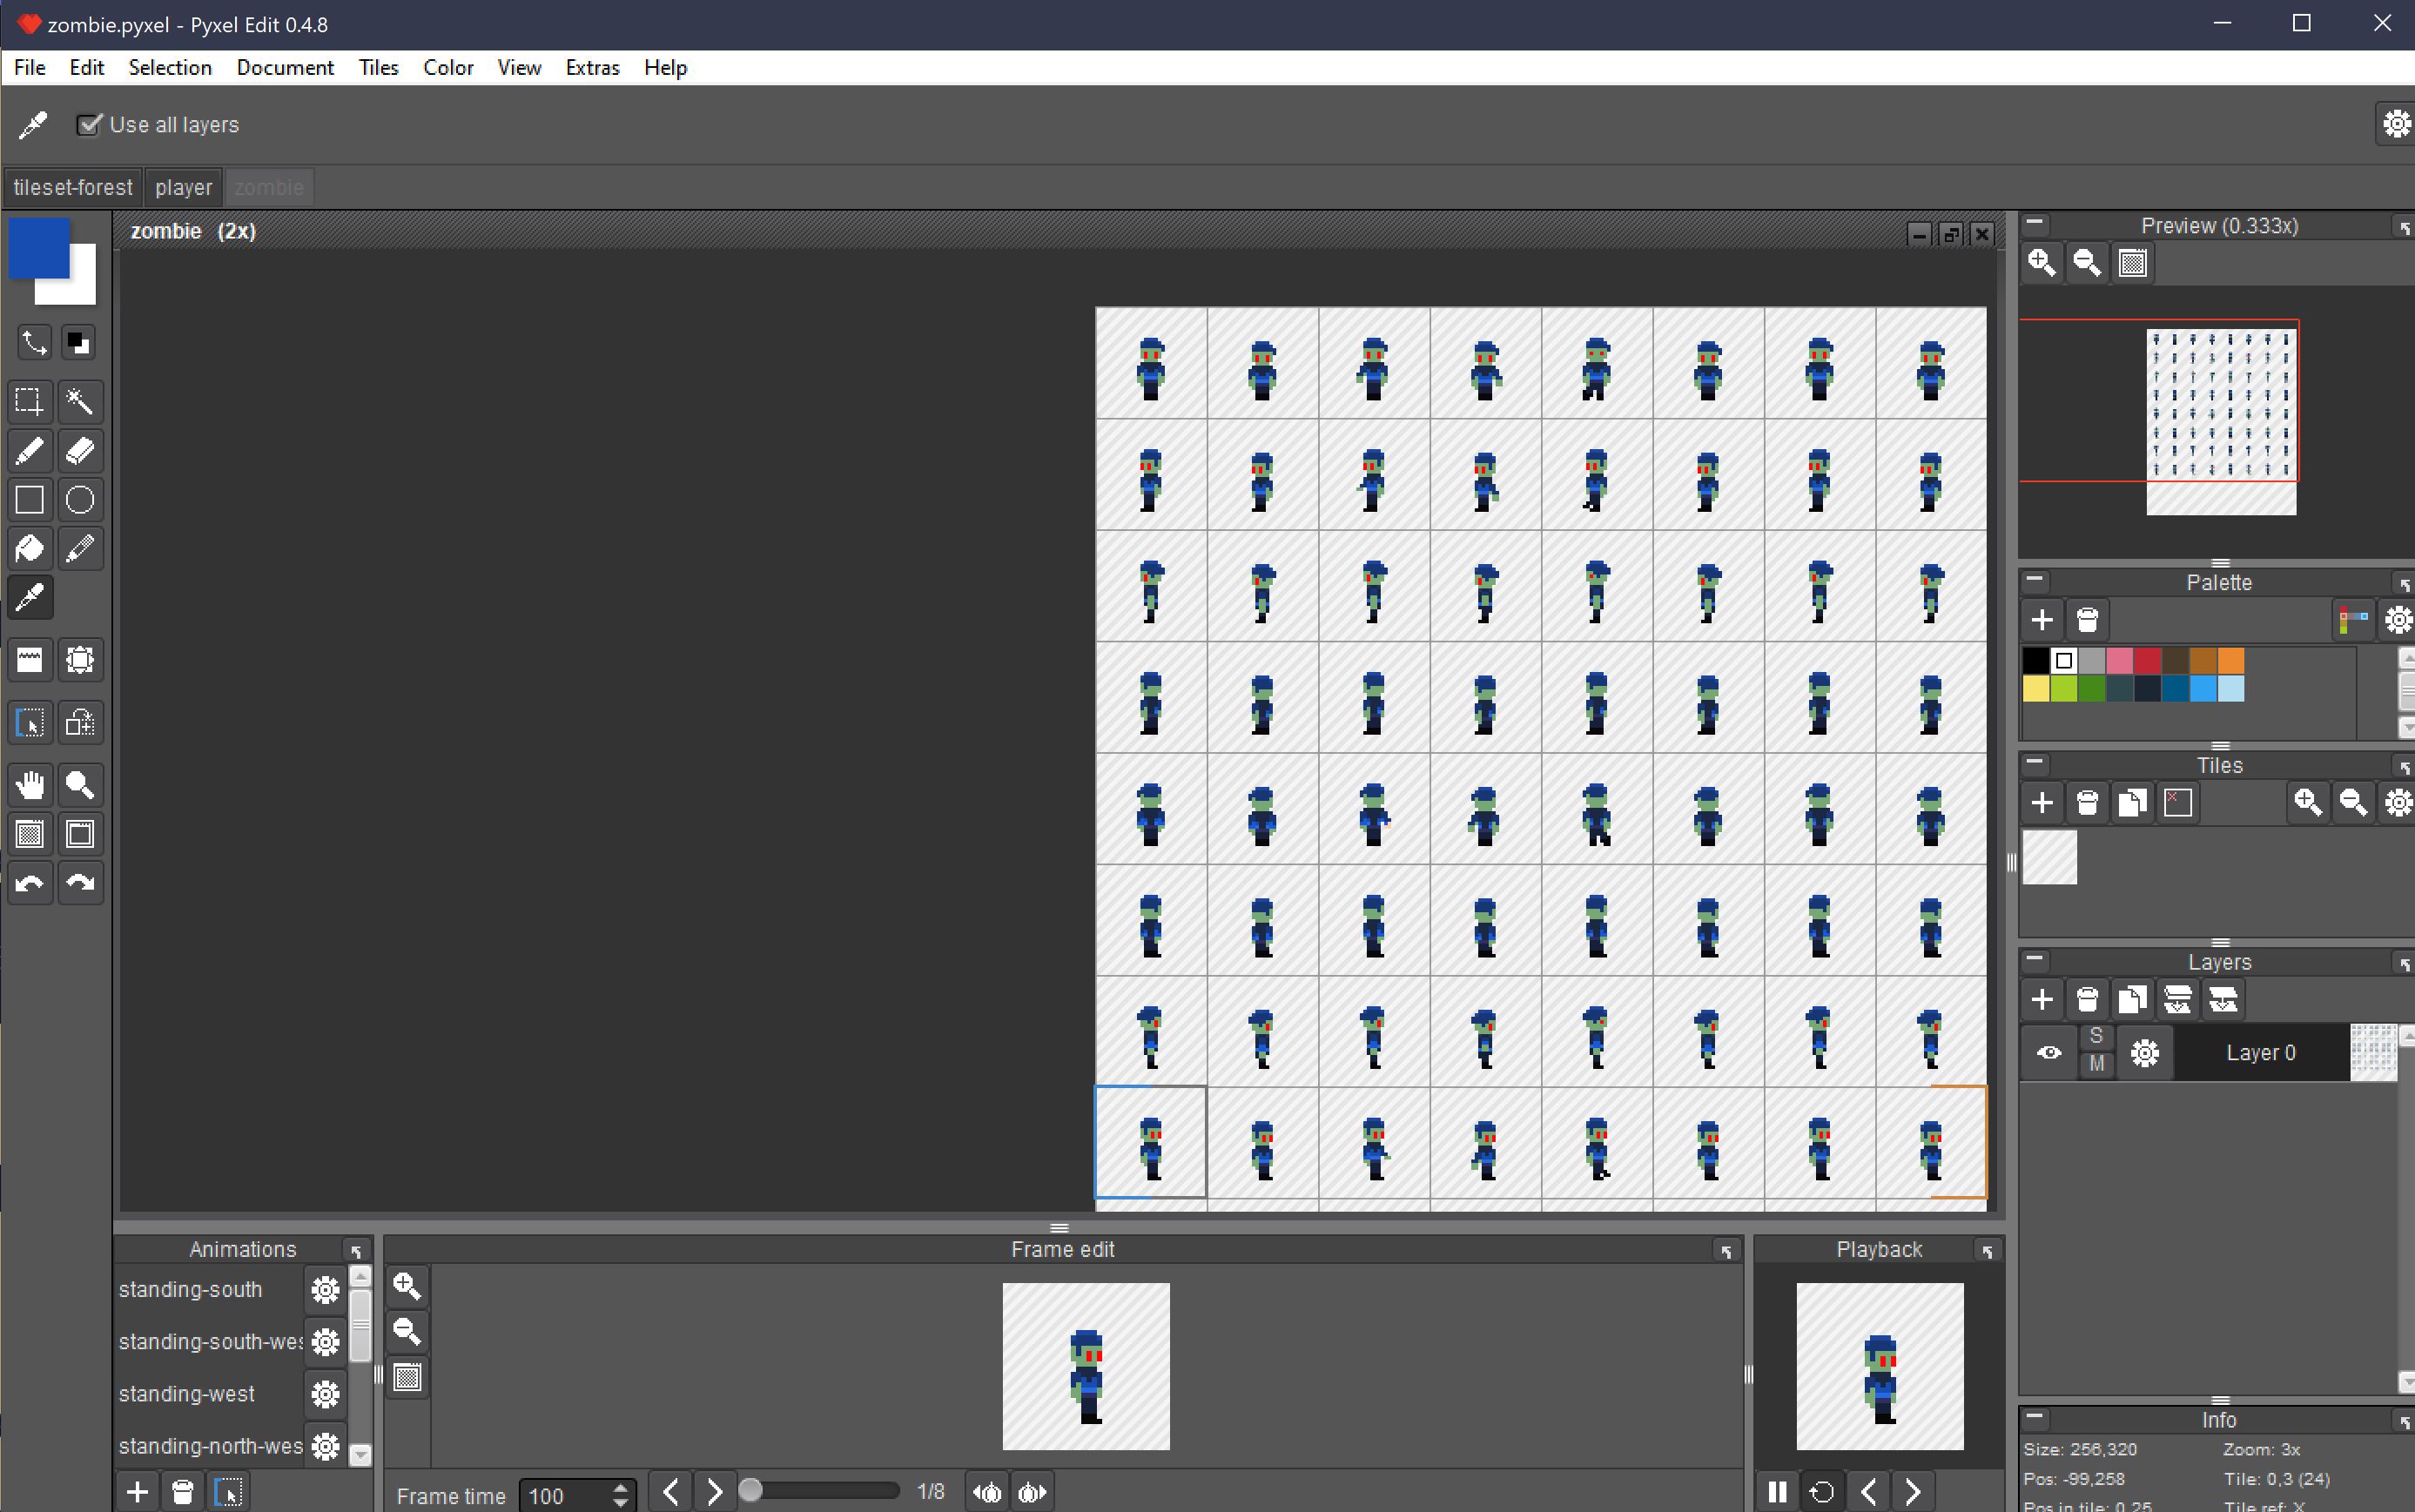 zombie.pyxel - Pyxel Edit 0.4.8
File Edit Selection Document Tiles Color View Extras Help
Use all layers
tileset-forest player zombie
zombie (2x)
Preview (0.333x)
Palette
Tiles
Layers
S
M
Layer 0
Animations
standing-south
standing-south-wes
standing-west
standing-north-wes
Frame edit
Frame time 100
1/8
Playback
Info
Size: 256,320 Zoom: 3x
Pos: -99,258 Tile: 0,3 (24)
Pos in tile: 0,25 Tile ref: X